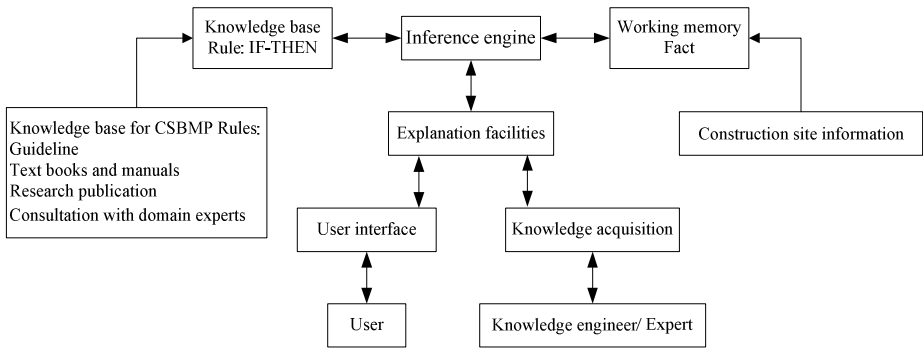 Knowledge base
Rule: IF-THEN
Inference engine
Working memory
Fact
Knowledge base for CSBMP Rules:
Guideline
Text books and manuals
Research publication
Consultation with domain experts
Explanation facilities
Construction site information
User interface
Knowledge acquisition
User
Knowledge engineer/ Expert